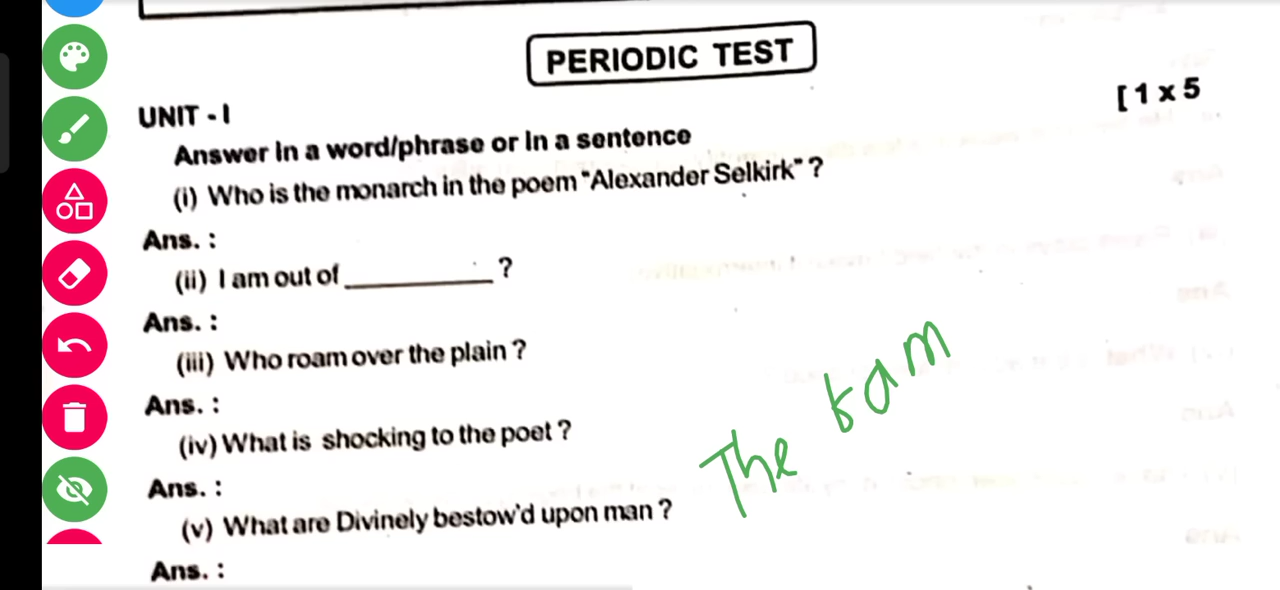 PERIODIC TEST
UNIT - I
[ 1 x 5
Answer in a word/phrase or in a sentence
(i) Who is the monarch in the poem "Alexander Selkirk" ?
Ans. :
(ii) I am out of __________ ?
Ans. :
(iii) Who roam over the plain ?
Ans. :
(iv) What is shocking to the poet ?
Ans. :
(v) What are Divinely bestow'd upon man ?
Ans. :
The tam